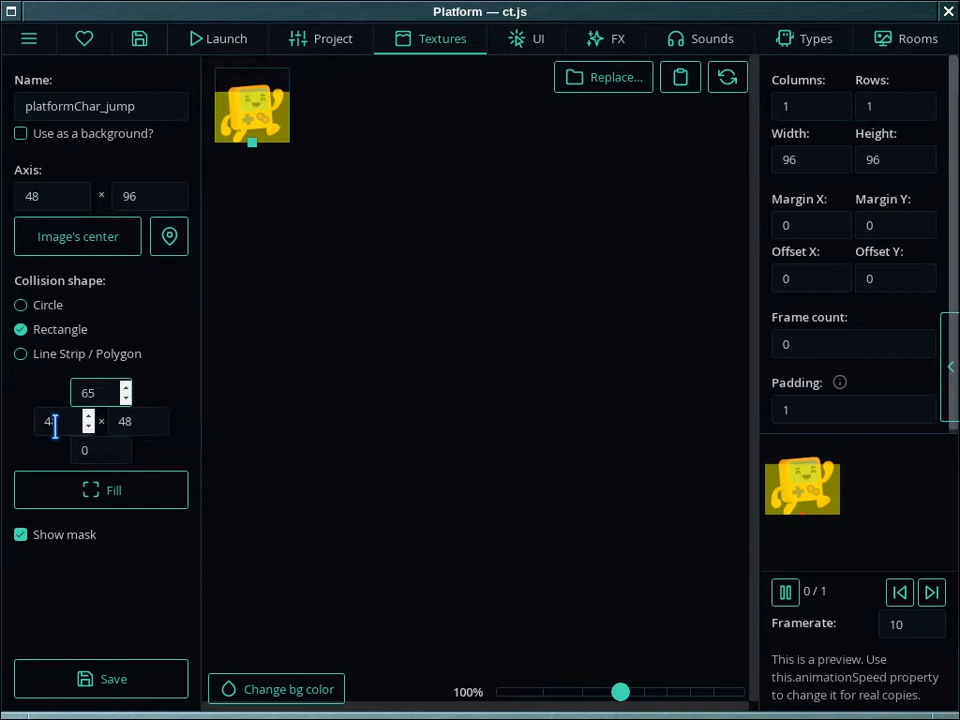 Platform — ct.js
Launch
Project
Textures
UI
FX
Sounds
Types
Rooms
Name:
platformChar_jump
Use as a background?
Axis:
48 × 96
Image's center
Collision shape:
Circle
Rectangle
Line Strip / Polygon
65
× 48
0
Fill
Show mask
Save
Replace...
Change bg color
100%
Columns: Rows:
1 1
Width: Height:
96 96
Margin X: Margin Y:
0 0
Offset X: Offset Y:
0 0
Frame count:
0
Padding:
1
0 / 1
Framerate: 10
This is a preview. Use
this.animationSpeed property
to change it for real copies.